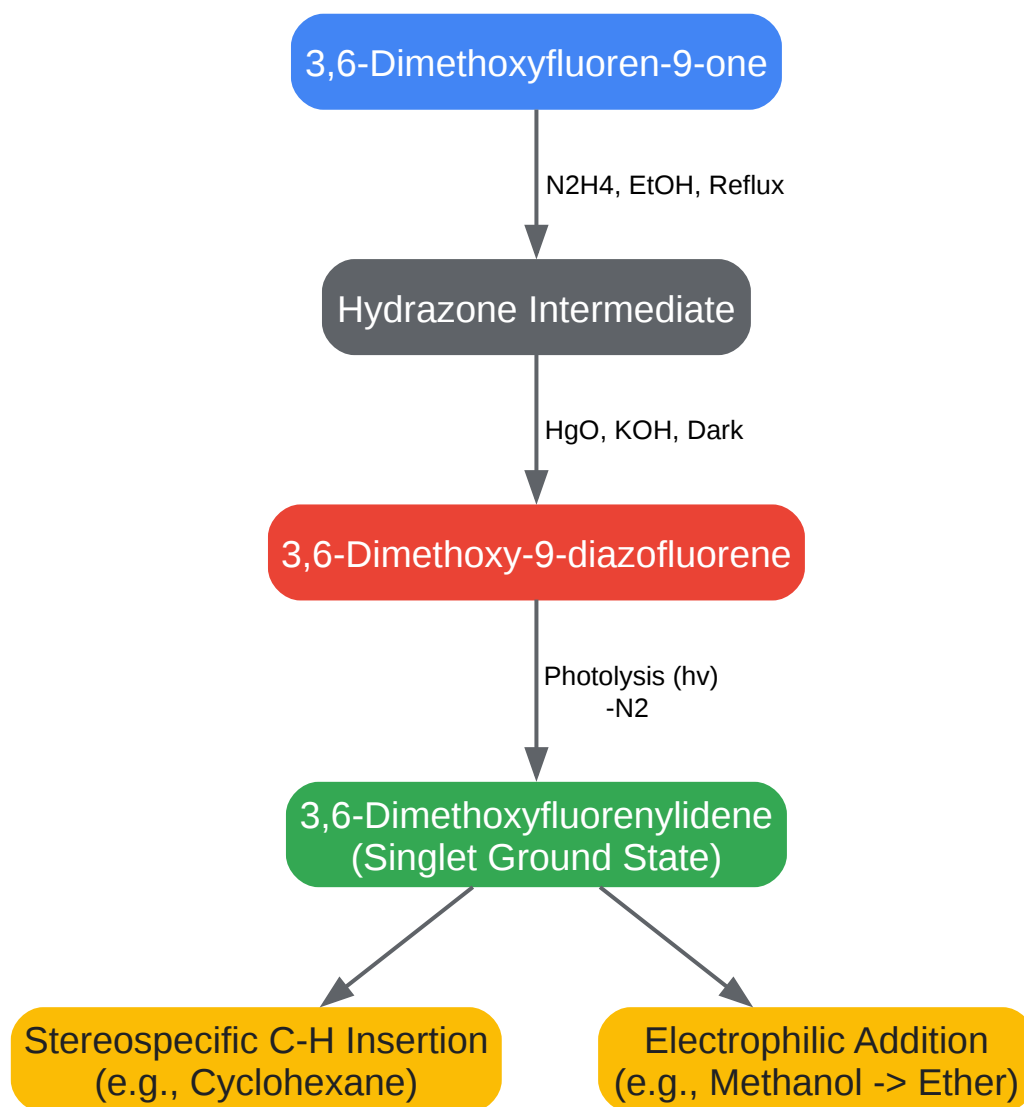 3,6-Dimethoxyfluoren-9-one
N2H4, EtOH, Reflux
Hydrazone Intermediate
HgO, KOH, Dark
3,6-Dimethoxy-9-diazofluorene
Photolysis (hv)
-N2
3,6-Dimethoxyfluorenylidene
(Singlet Ground State)
Stereospecific C-H Insertion
(e.g., Cyclohexane)
Electrophilic Addition
(e.g., Methanol -> Ether)